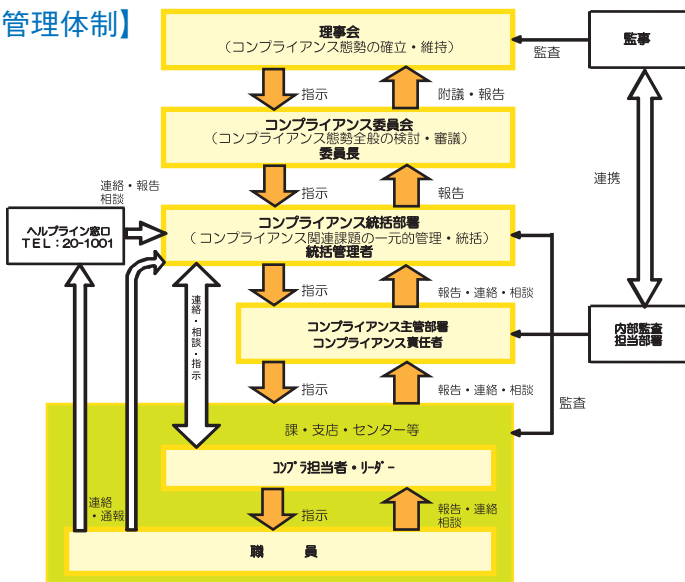 管理体制】
理事会
（コンプライアンス態勢の確立・維持）
監事
監査
指示
附議・報告
コンプライアンス委員会
（コンプライアンス態勢全般の検討・審議）
委員長
連携
連絡・報告
相談
指示
報告
ヘルプライン窓口
TEL：20-1001
コンプライアンス統括部署
（コンプライアンス関連課題の一元的管理・統括）
統括管理者
指示
報告・連絡・相談
連絡・相談・指示
コンプライアンス主管部署
コンプライアンス責任者
内部監査
担当部署
指示
報告・連絡・相談
監査
課・支店・センター等
ｺﾝﾌﾟﾗ担当者・ﾘｰﾀﾞｰ
連絡
・通報
指示
報告・連絡
相談
職　員